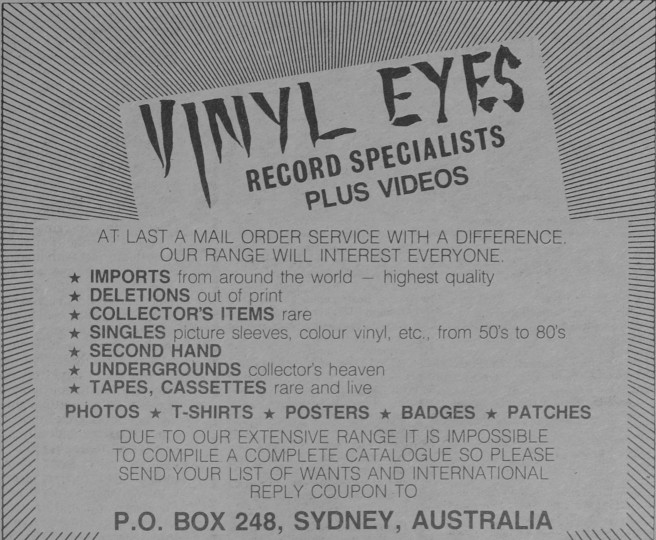 VINYL EYES
RECORD SPECIALISTS
PLUS VIDEOS
AT LAST A MAIL ORDER SERVICE WITH A DIFFERENCE.
OUR RANGE WILL INTEREST EVERYONE.
★ IMPORTS from around the world – highest quality
★ DELETIONS out of print
★ COLLECTOR'S ITEMS rare
★ SINGLES picture sleeves, colour vinyl, etc., from 50's to 80's
★ SECOND HAND
★ UNDERGROUNDS collector's heaven
★ TAPES, CASSETTES rare and live
PHOTOS ★ T-SHIRTS ★ POSTERS ★ BADGES ★ PATCHES
DUE TO OUR EXTENSIVE RANGE IT IS IMPOSSIBLE
TO COMPILE A COMPLETE CATALOGUE SO PLEASE
SEND YOUR LIST OF WANTS AND INTERNATIONAL
REPLY COUPON TO
P.O. BOX 248, SYDNEY, AUSTRALIA